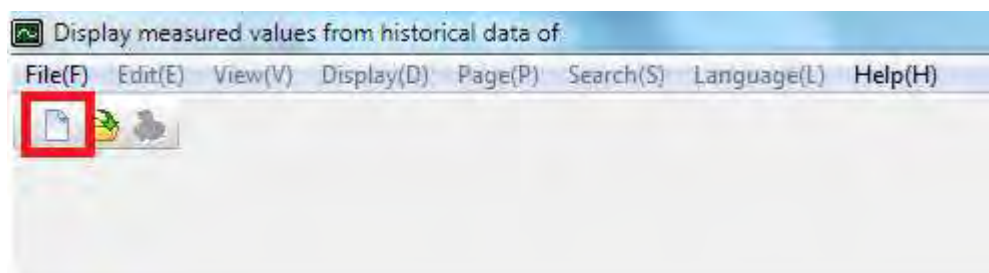 Display measured values from historical data of
File(F) Edit(E) View(V) Display(D) Page(P) Search(S) Language(L) Help(H)